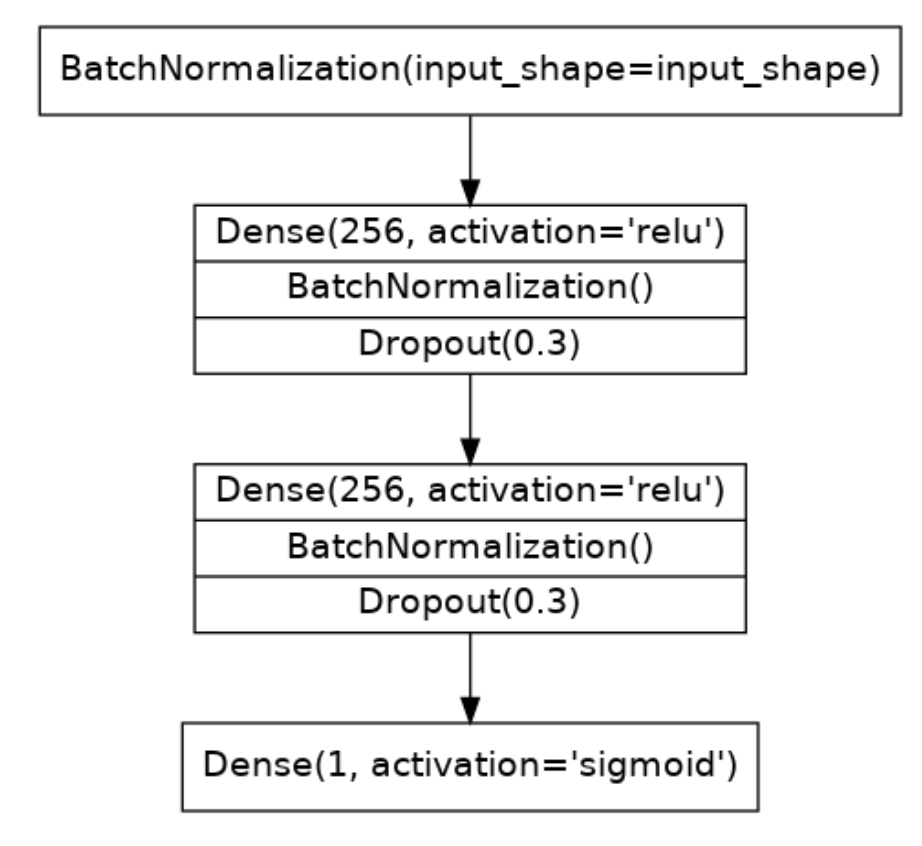 BatchNormalization(input_shape=input_shape)
Dense(256, activation='relu')
BatchNormalization()
Dropout(0.3)
Dense(256, activation='relu')
BatchNormalization()
Dropout(0.3)
Dense(1, activation='sigmoid')